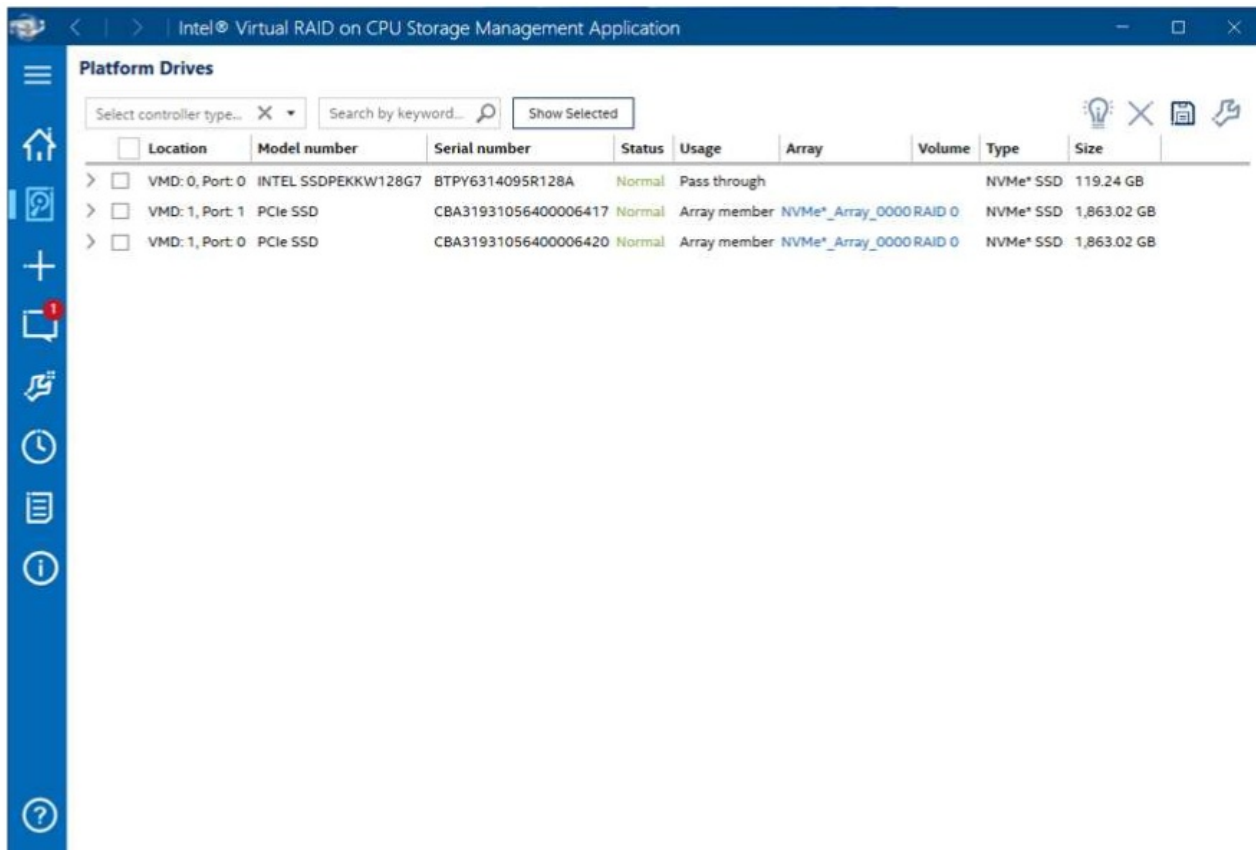 Intel® Virtual RAID on CPU Storage Management Application
Platform Drives
Select controller type... Search by keyword... Show Selected
Location Model number Serial number Status Usage Array Volume Type Size
VMD: 0, Port: 0 INTEL SSDPEKKW128G7 BTPY6314095R128A Normal Pass through NVMe* SSD 119.24 GB
VMD: 1, Port: 1 PCIe SSD CBA31931056400006417 Normal Array member NVMe*_Array_0000 RAID 0 NVMe* SSD 1,863.02 GB
VMD: 1, Port: 0 PCIe SSD CBA31931056400006420 Normal Array member NVMe*_Array_0000 RAID 0 NVMe* SSD 1,863.02 GB
1